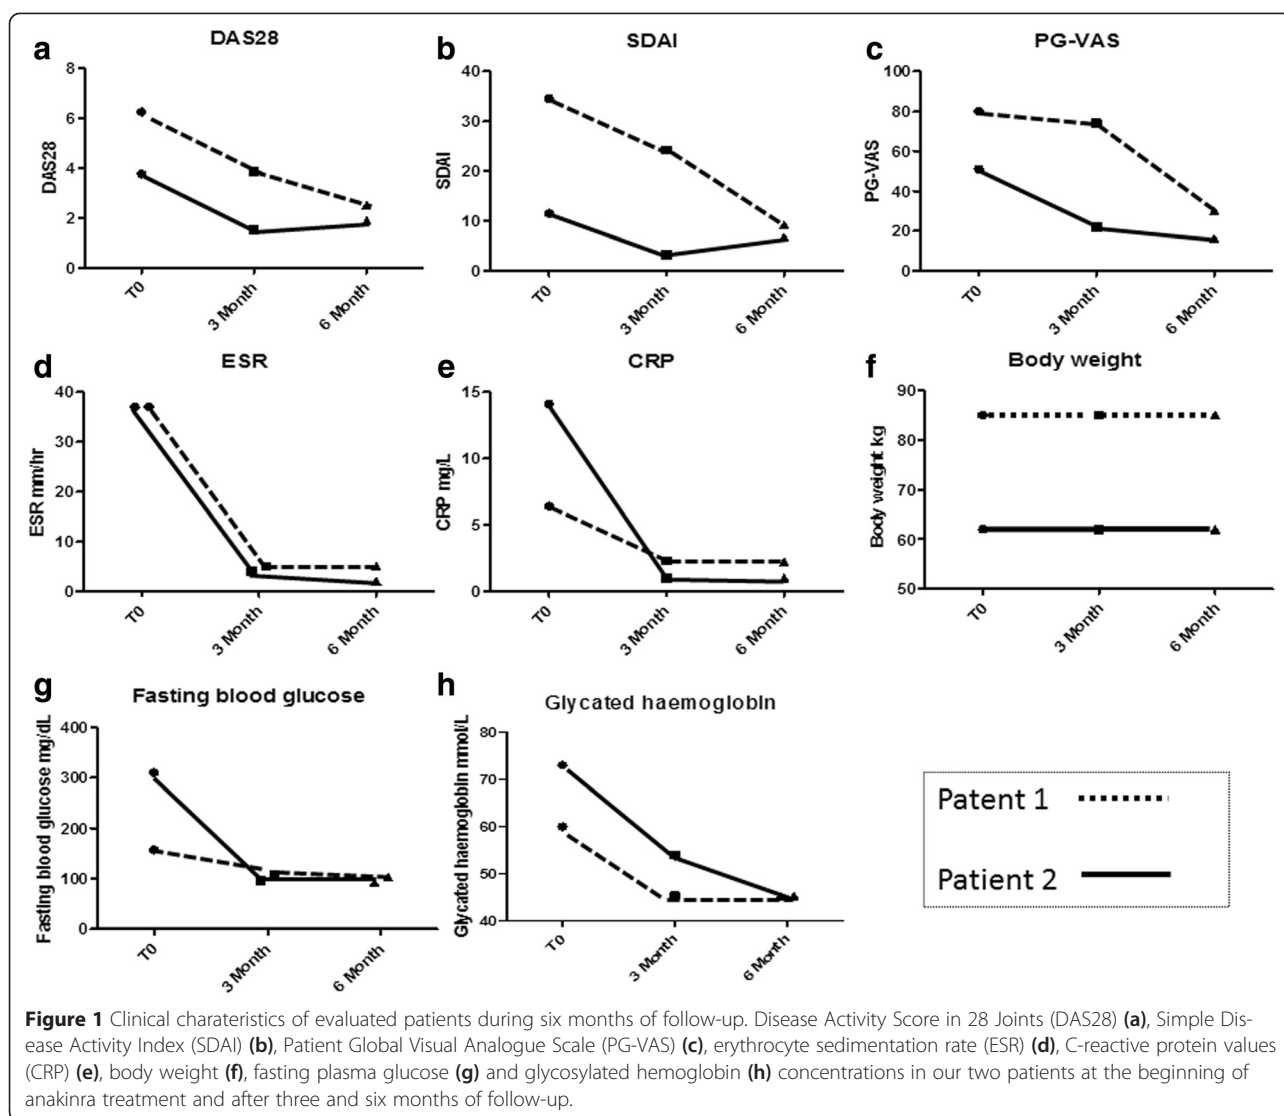 a DAS28
DAS28
8
6
4
2
0
T0
3 Month
6 Month
b SDAI
SDAI
40
30
20
10
0
T0
3 Month
6 Month
c PG-VAS
PG-VAS
100
80
60
40
20
0
T0
3 Month
6 Month
d ESR
ESR mm/hr
40
30
20
10
0
T0
3 Month
6 Month
e CRP
CRP mg/L
15
10
5
0
T0
3 Month
6 Month
f Body weight
Body weight kg
90
80
70
60
50
T0
3 Month
6 Month
g Fasting blood glucose
Fasting blood glucose mg/dL
400
300
200
100
0
T0
3 Month
6 Month
h Glycated haemoglobin
Glycated haemoglobin mmol/L
80
70
60
50
40
T0
3 Month
6 Month
Patent 1
Patient 2
Figure 1 Clinical charateristics of evaluated patients during six months of follow-up. Disease Activity Score in 28 Joints (DAS28) (a), Simple Dis-
ease Activity Index (SDAI) (b), Patient Global Visual Analogue Scale (PG-VAS) (c), erythrocyte sedimentation rate (ESR) (d), C-reactive protein values
(CRP) (e), body weight (f), fasting plasma glucose (g) and glycosylated hemoglobin (h) concentrations in our two patients at the beginning of
anakinra treatment and after three and six months of follow-up.